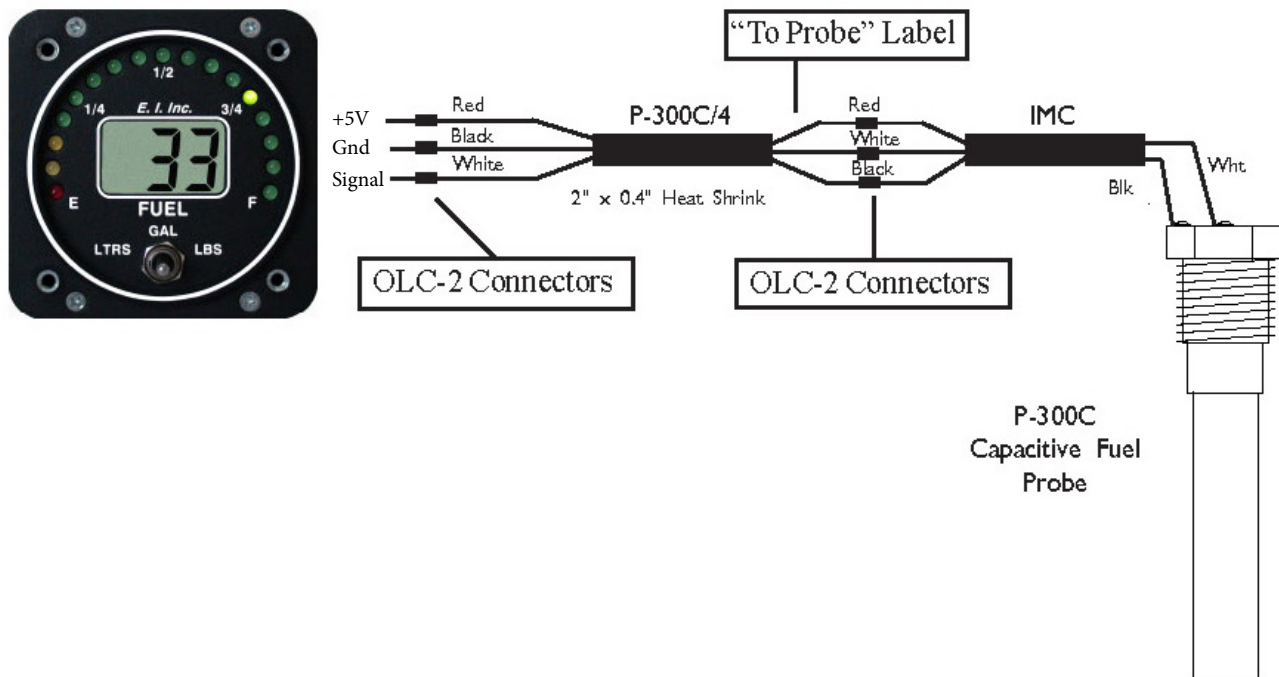 1/2
1/4
E. I. Inc.
3/4
33
E
F
FUEL
GAL
LTRS
LBS
+5V
Red
Gnd
Black
Signal
White
P-300C/4
2" x 0.4" Heat Shrink
OLC-2 Connectors
“To Probe” Label
Red
White
Black
OLC-2 Connectors
IMC
Wht
Blk
P-300C
Capacitive Fuel
Probe